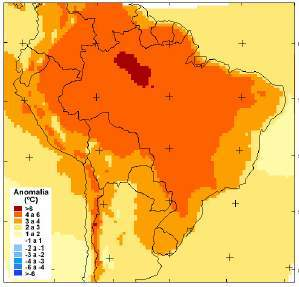 Anomalia
(°C)
>6
4 a 6
3 a 4
2 a 3
1 a 2
-1 a 1
-2 a -1
-3 a -2
-4 a -3
-6 a -4
<-6